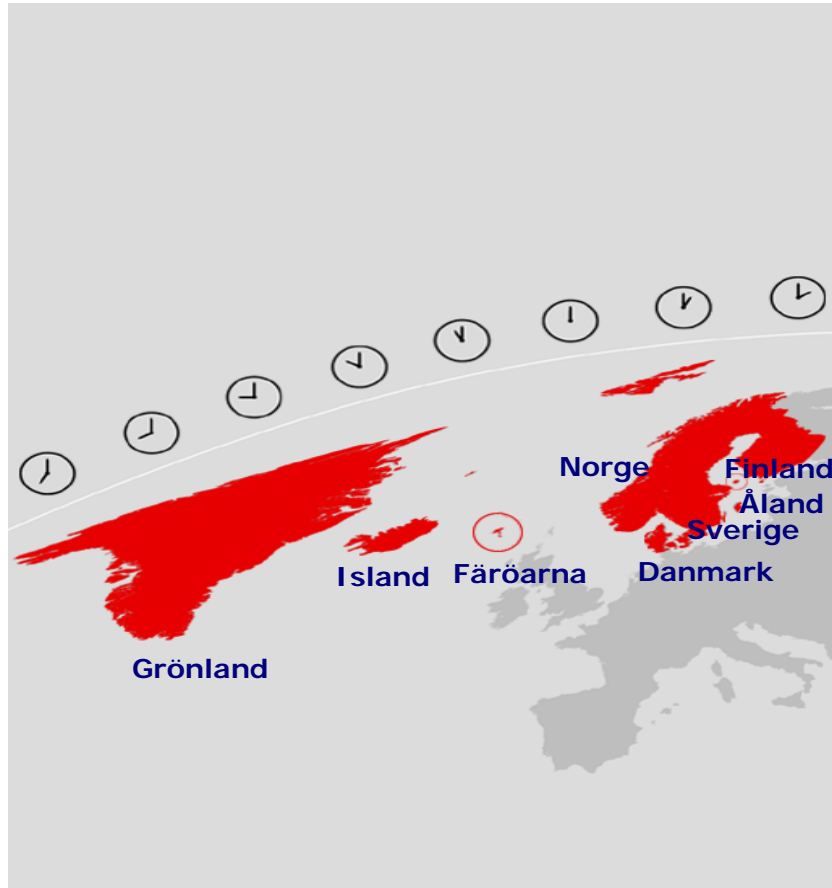 Norge
Finland
Åland
Sverige
Island
Färöarna
Danmark
Grönland